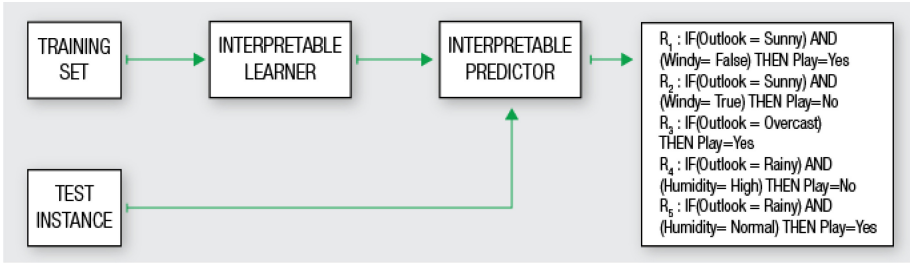 TRAINING
SET
INTERPRETABLE
LEARNER
INTERPRETABLE
PREDICTOR
R₁ : IF(Outlook = Sunny) AND
(Windy= False) THEN Play=Yes
R₂ : IF(Outlook = Sunny) AND
(Windy= True) THEN Play=No
R₃ : IF(Outlook = Overcast)
THEN Play=Yes
R₄ : IF(Outlook = Rainy) AND
(Humidity= High) THEN Play=No
R₅ : IF(Outlook = Rainy) AND
(Humidity= Normal) THEN Play=Yes
TEST
INSTANCE